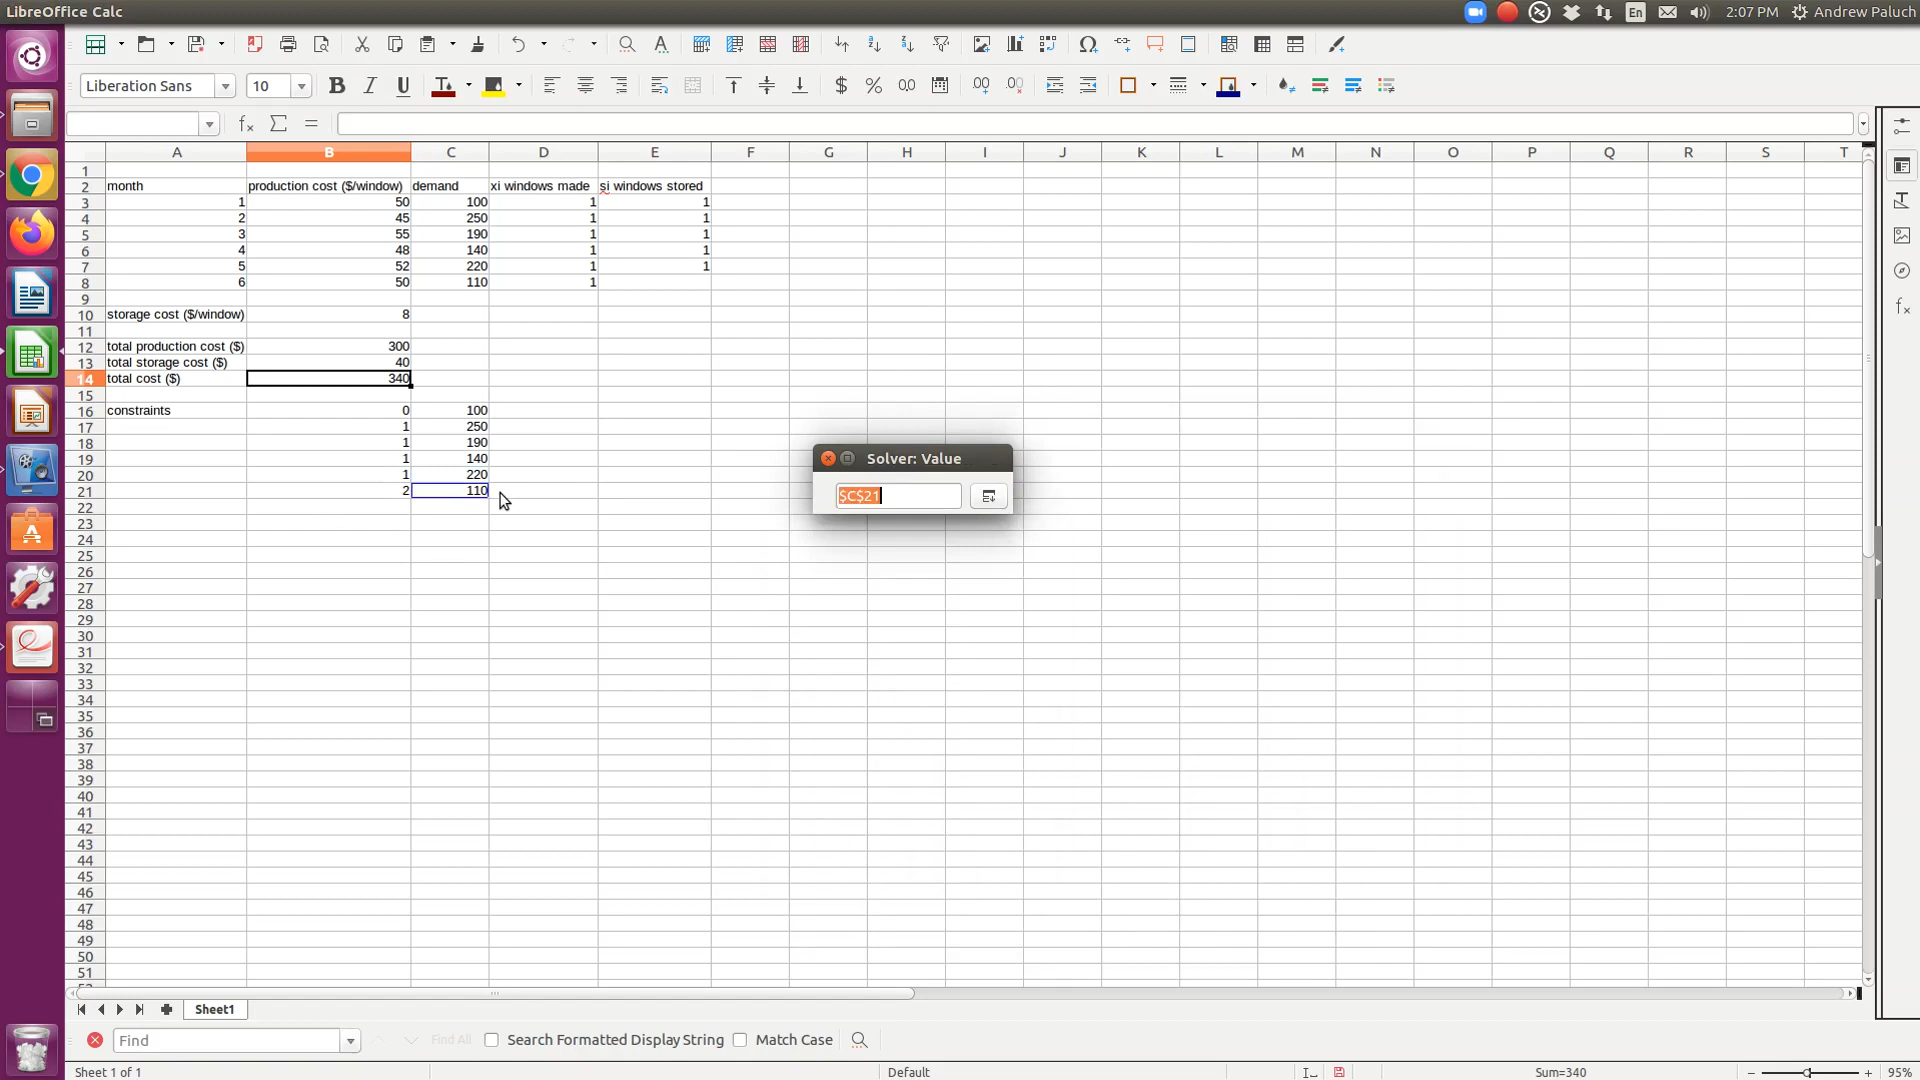 LibreOffice Calc
En 2:07 PM Andrew Paluch
Liberation Sans 10
A B C D E F G H I J K L M N O P Q R S T
1
2 month production cost ($/window) demand xi windows made si windows stored
3 1 50 100 1 1
4 2 45 250 1 1
5 3 55 190 1 1
6 4 48 140 1 1
7 5 52 220 1 1
8 6 50 110 1
9
10 storage cost ($/window) 8
11
12 total production cost ($) 300
13 total storage cost ($) 40
14 total cost ($) 340
15
16 constraints 0 100
17 1 250
18 1 190
19 1 140
20 1 220
21 2 110
22
23
24
25
26
27
28
29
30
31
32
33
34
35
36
37
38
39
40
41
42
43
44
45
46
47
48
49
50
51
Solver: Value
$C$21
Sheet1
Find Find All Search Formatted Display String Match Case
Sheet 1 of 1 Default Sum=340 95%